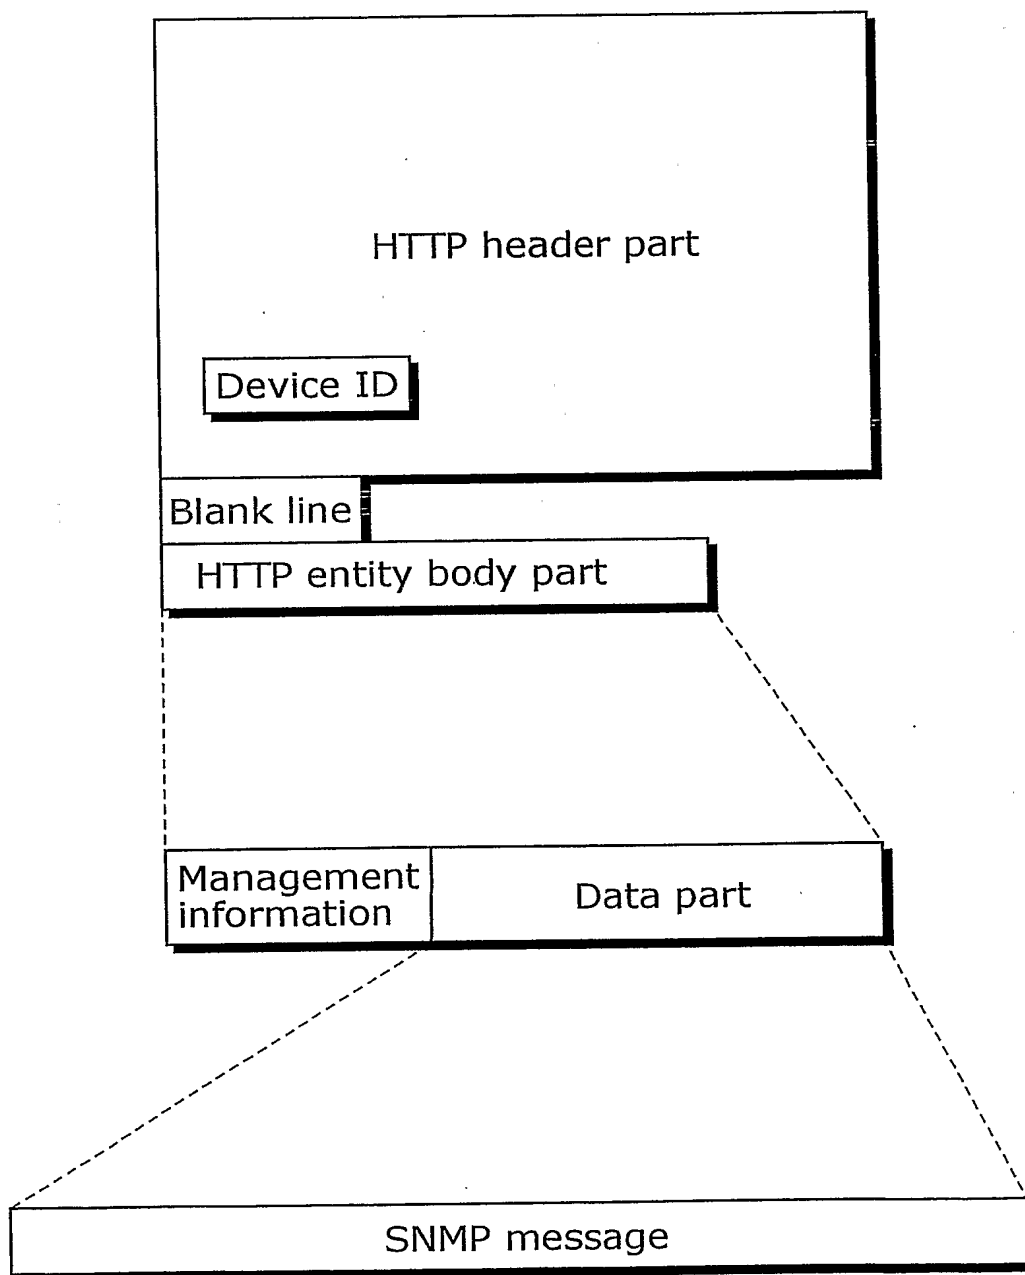 HTTP header part
Device ID
Blank line
HTTP entity body part
Management
information
Data part
SNMP message